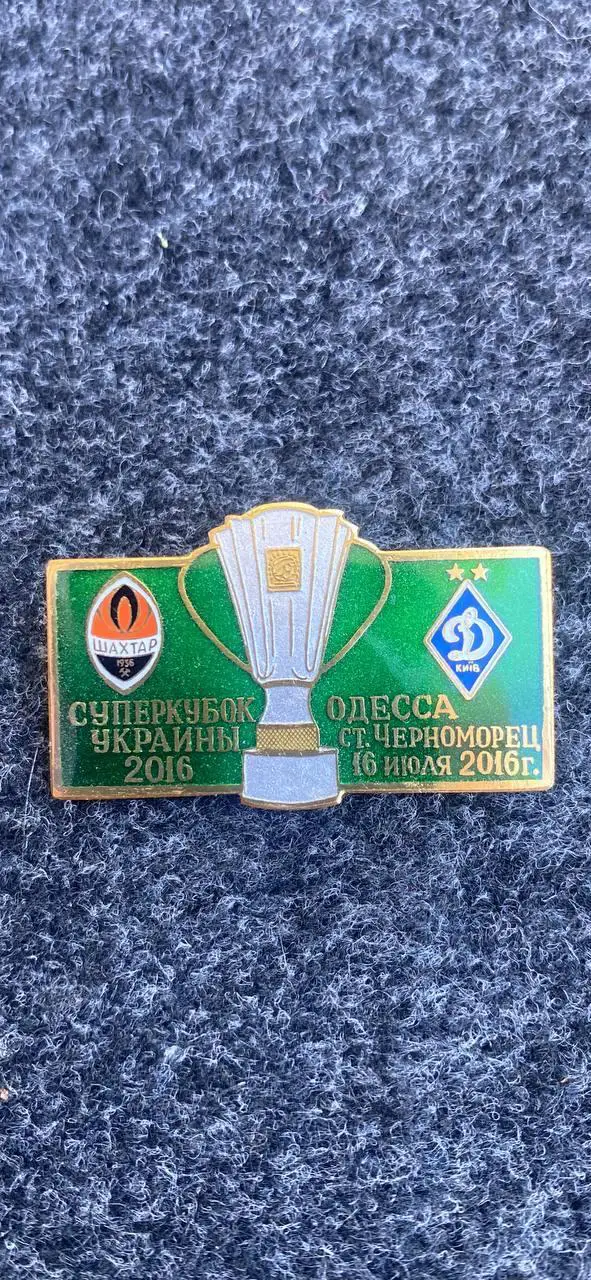 ШАХТАР
1936
КИЇВ
СУПЕРКУБОК
УКРАИНЫ
2016
ОДЕССА
ст. ЧЕРНОМОРЕЦ
16 июля 2016г.